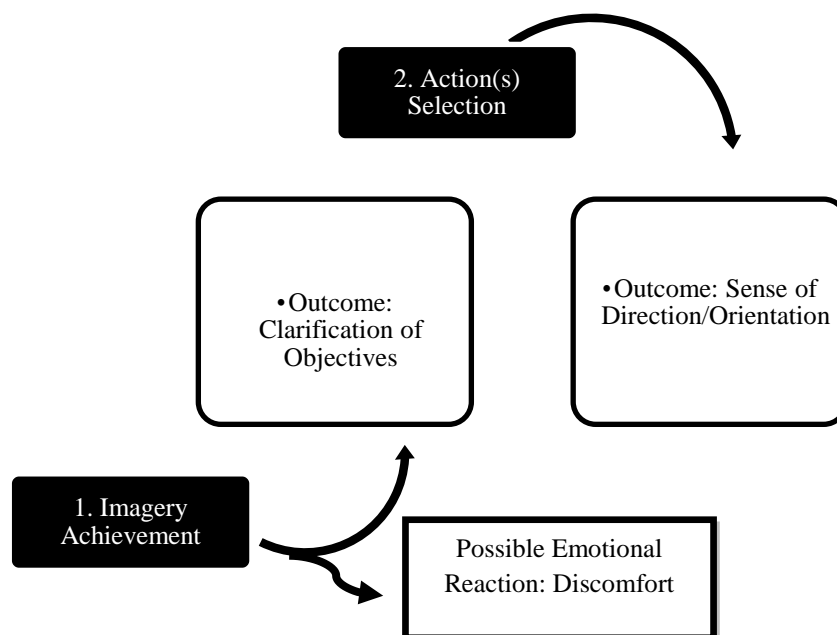 2. Action(s)
Selection
•Outcome:
Clarification of
Objectives
•Outcome: Sense of
Direction/Orientation
1. Imagery
Achievement
Possible Emotional
Reaction: Discomfort